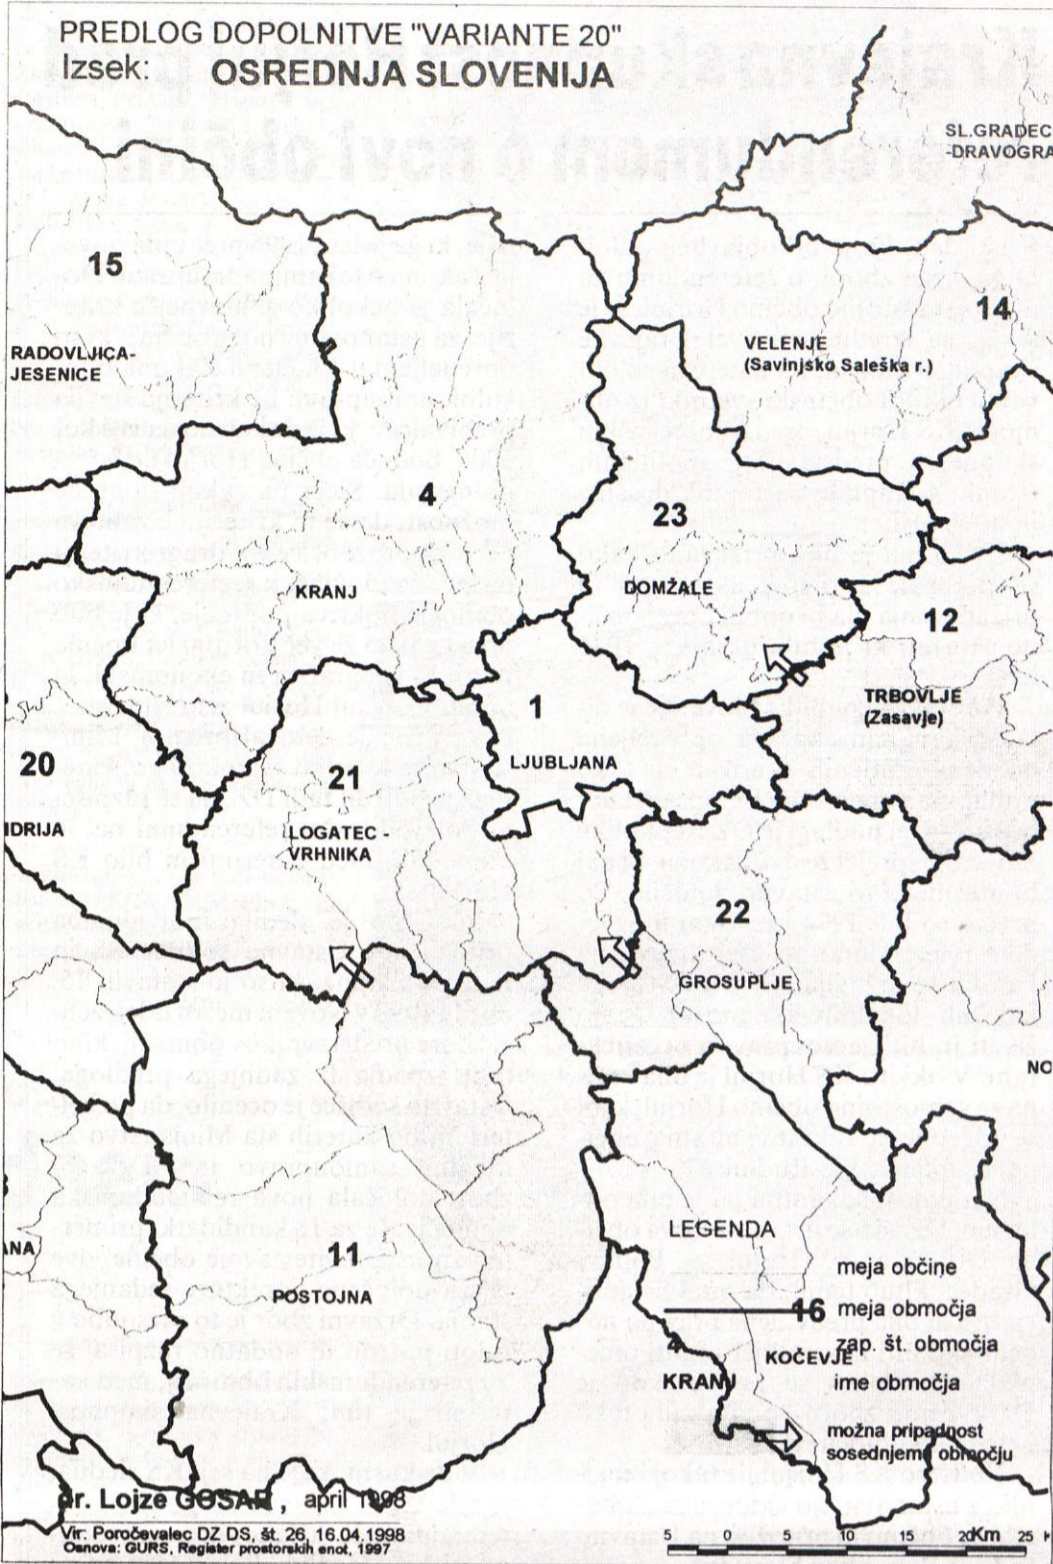 PREDLOG DOPOLNITVE "VARIANTE 20"
Izsek: OSREDNJA SLOVENIJA
SL.GRADEC
-DRAVOGRA
15
14
RADOVLJICA-
JESENICE
VELENJE
(Savinjsko Saleška r.)
4
23
KRANJ
DOMŽALE
12
TRBOVLJE
(Zasavje)
1
LJUBLJANA
20
21
IDRIJA
LOGATEC-
VRHNIKA
22
GROSUPLJE
NO
ANA
11
POSTOJNA
LEGENDA
meja občine
meja območja
16
zap. št. območja
KOČEVJE
ime območja
KRANJ
možna pripadnost
sosednjemu območju
dr. Lojze GOSAR, april 1998
Vir: Poročevalec DZ DS, št. 26, 16.04.1998
Osnova: GURS, Register prostorskih enot, 1997
5 0 5 10 15 20Km 25